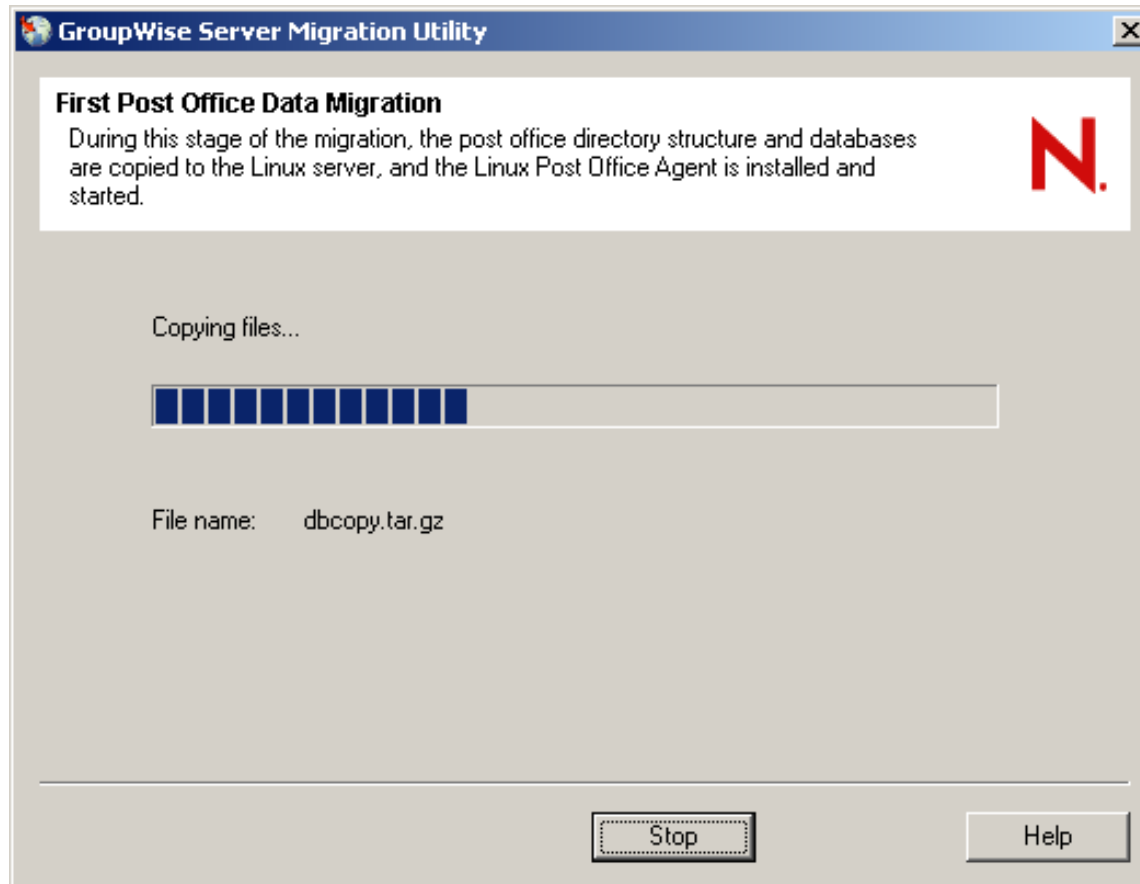 GroupWise Server Migration Utility
First Post Office Data Migration
During this stage of the migration, the post office directory structure and databases
are copied to the Linux server, and the Linux Post Office Agent is installed and
started.
N.
Copying files...
File name: dbcopy.tar.gz
Stop Help